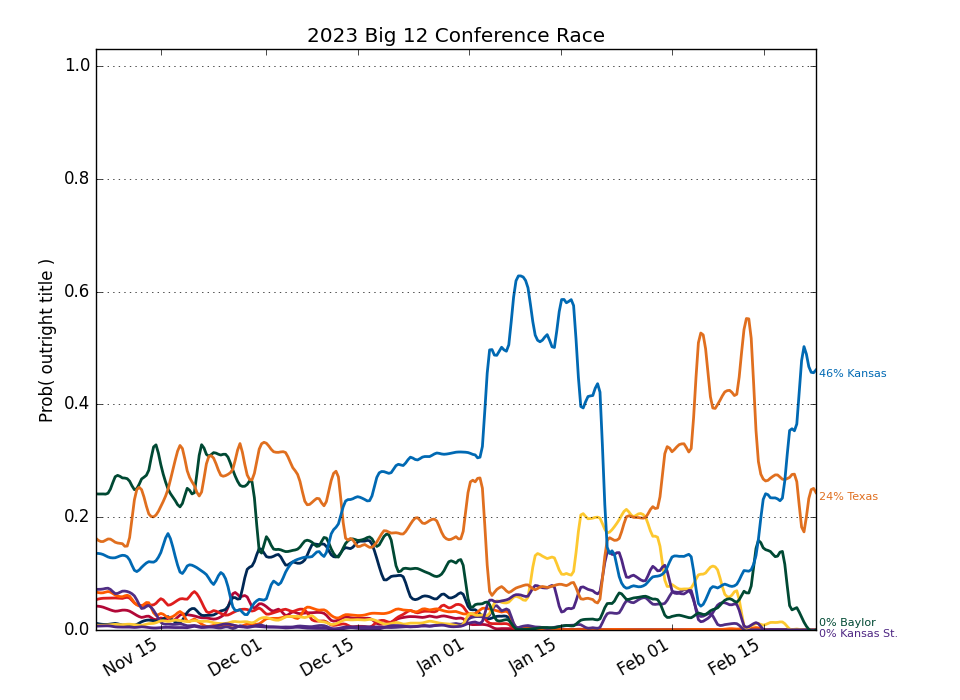 2023 Big 12 Conference Race
Prob( outright title )
1.0
0.8
0.6
0.4
0.2
0.0
46% Kansas
24% Texas
0% Baylor
0% Kansas St.
Nov 15
Dec 01
Dec 15
Jan 01
Jan 15
Feb 01
Feb 15